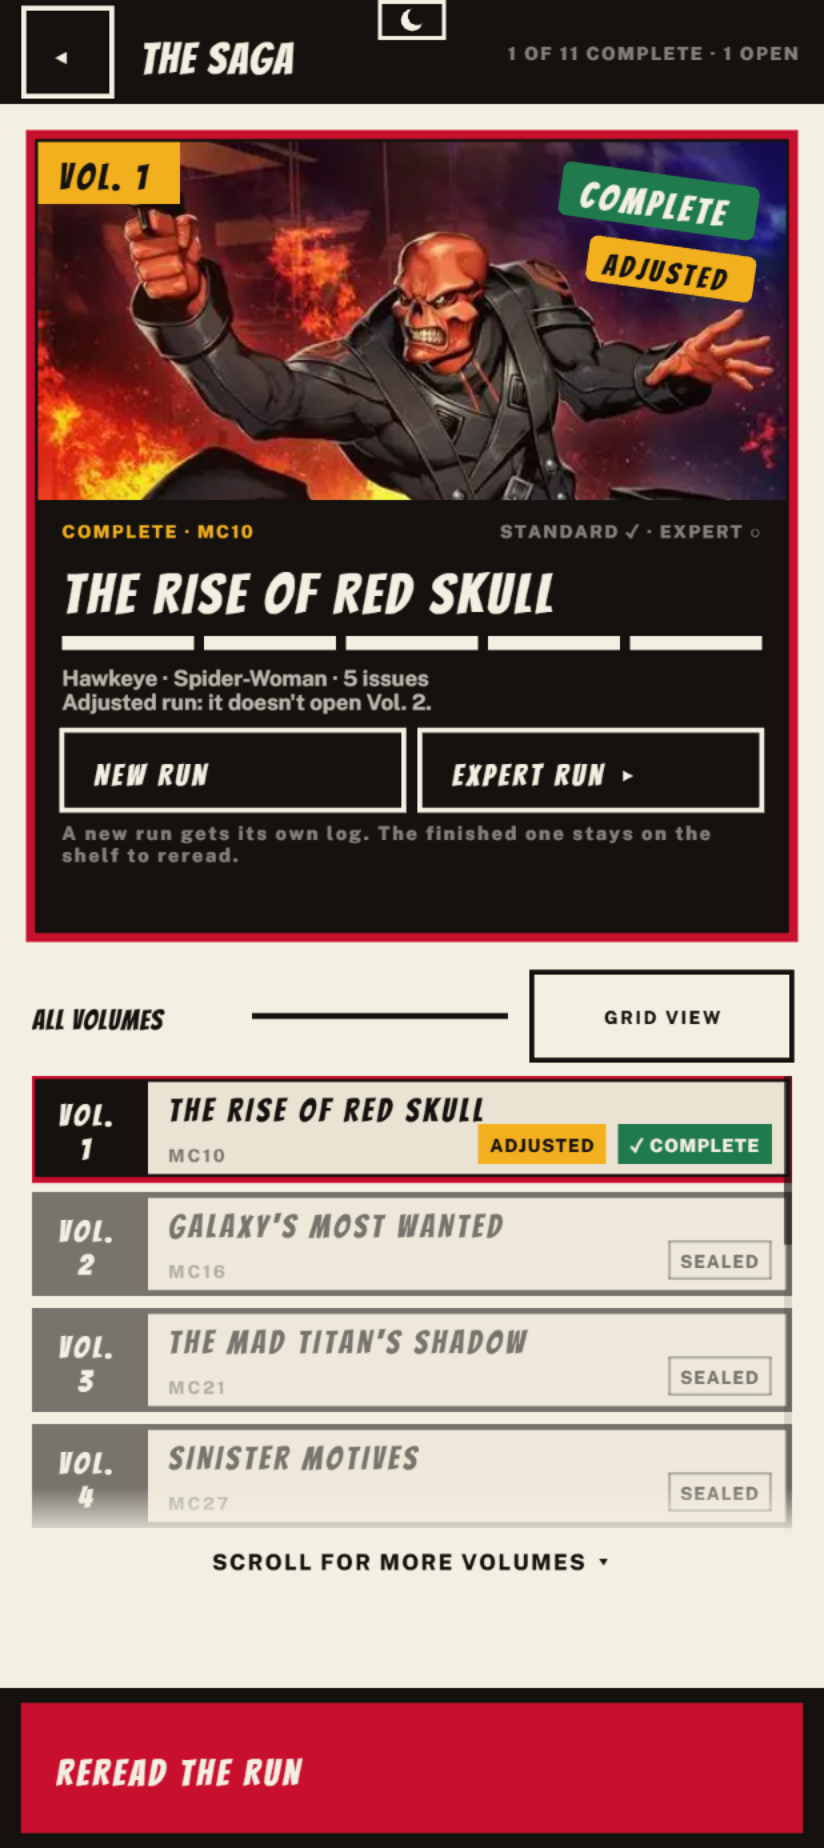 ◂ THE SAGA 1 OF 11 COMPLETE · 1 OPEN
VOL. 1
COMPLETE
ADJUSTED
COMPLETE · MC10 STANDARD ✓ · EXPERT ○
THE RISE OF RED SKULL
Hawkeye · Spider-Woman · 5 issues
Adjusted run: it doesn't open Vol. 2.
NEW RUN EXPERT RUN ▸
A new run gets its own log. The finished one stays on the
shelf to reread.
ALL VOLUMES GRID VIEW
VOL. 1
THE RISE OF RED SKULL
MC10 ADJUSTED ✓ COMPLETE
VOL. 2
GALAXY'S MOST WANTED
MC16 SEALED
VOL. 3
THE MAD TITAN'S SHADOW
MC21 SEALED
VOL. 4
SINISTER MOTIVES
MC27 SEALED
SCROLL FOR MORE VOLUMES ▾
REREAD THE RUN